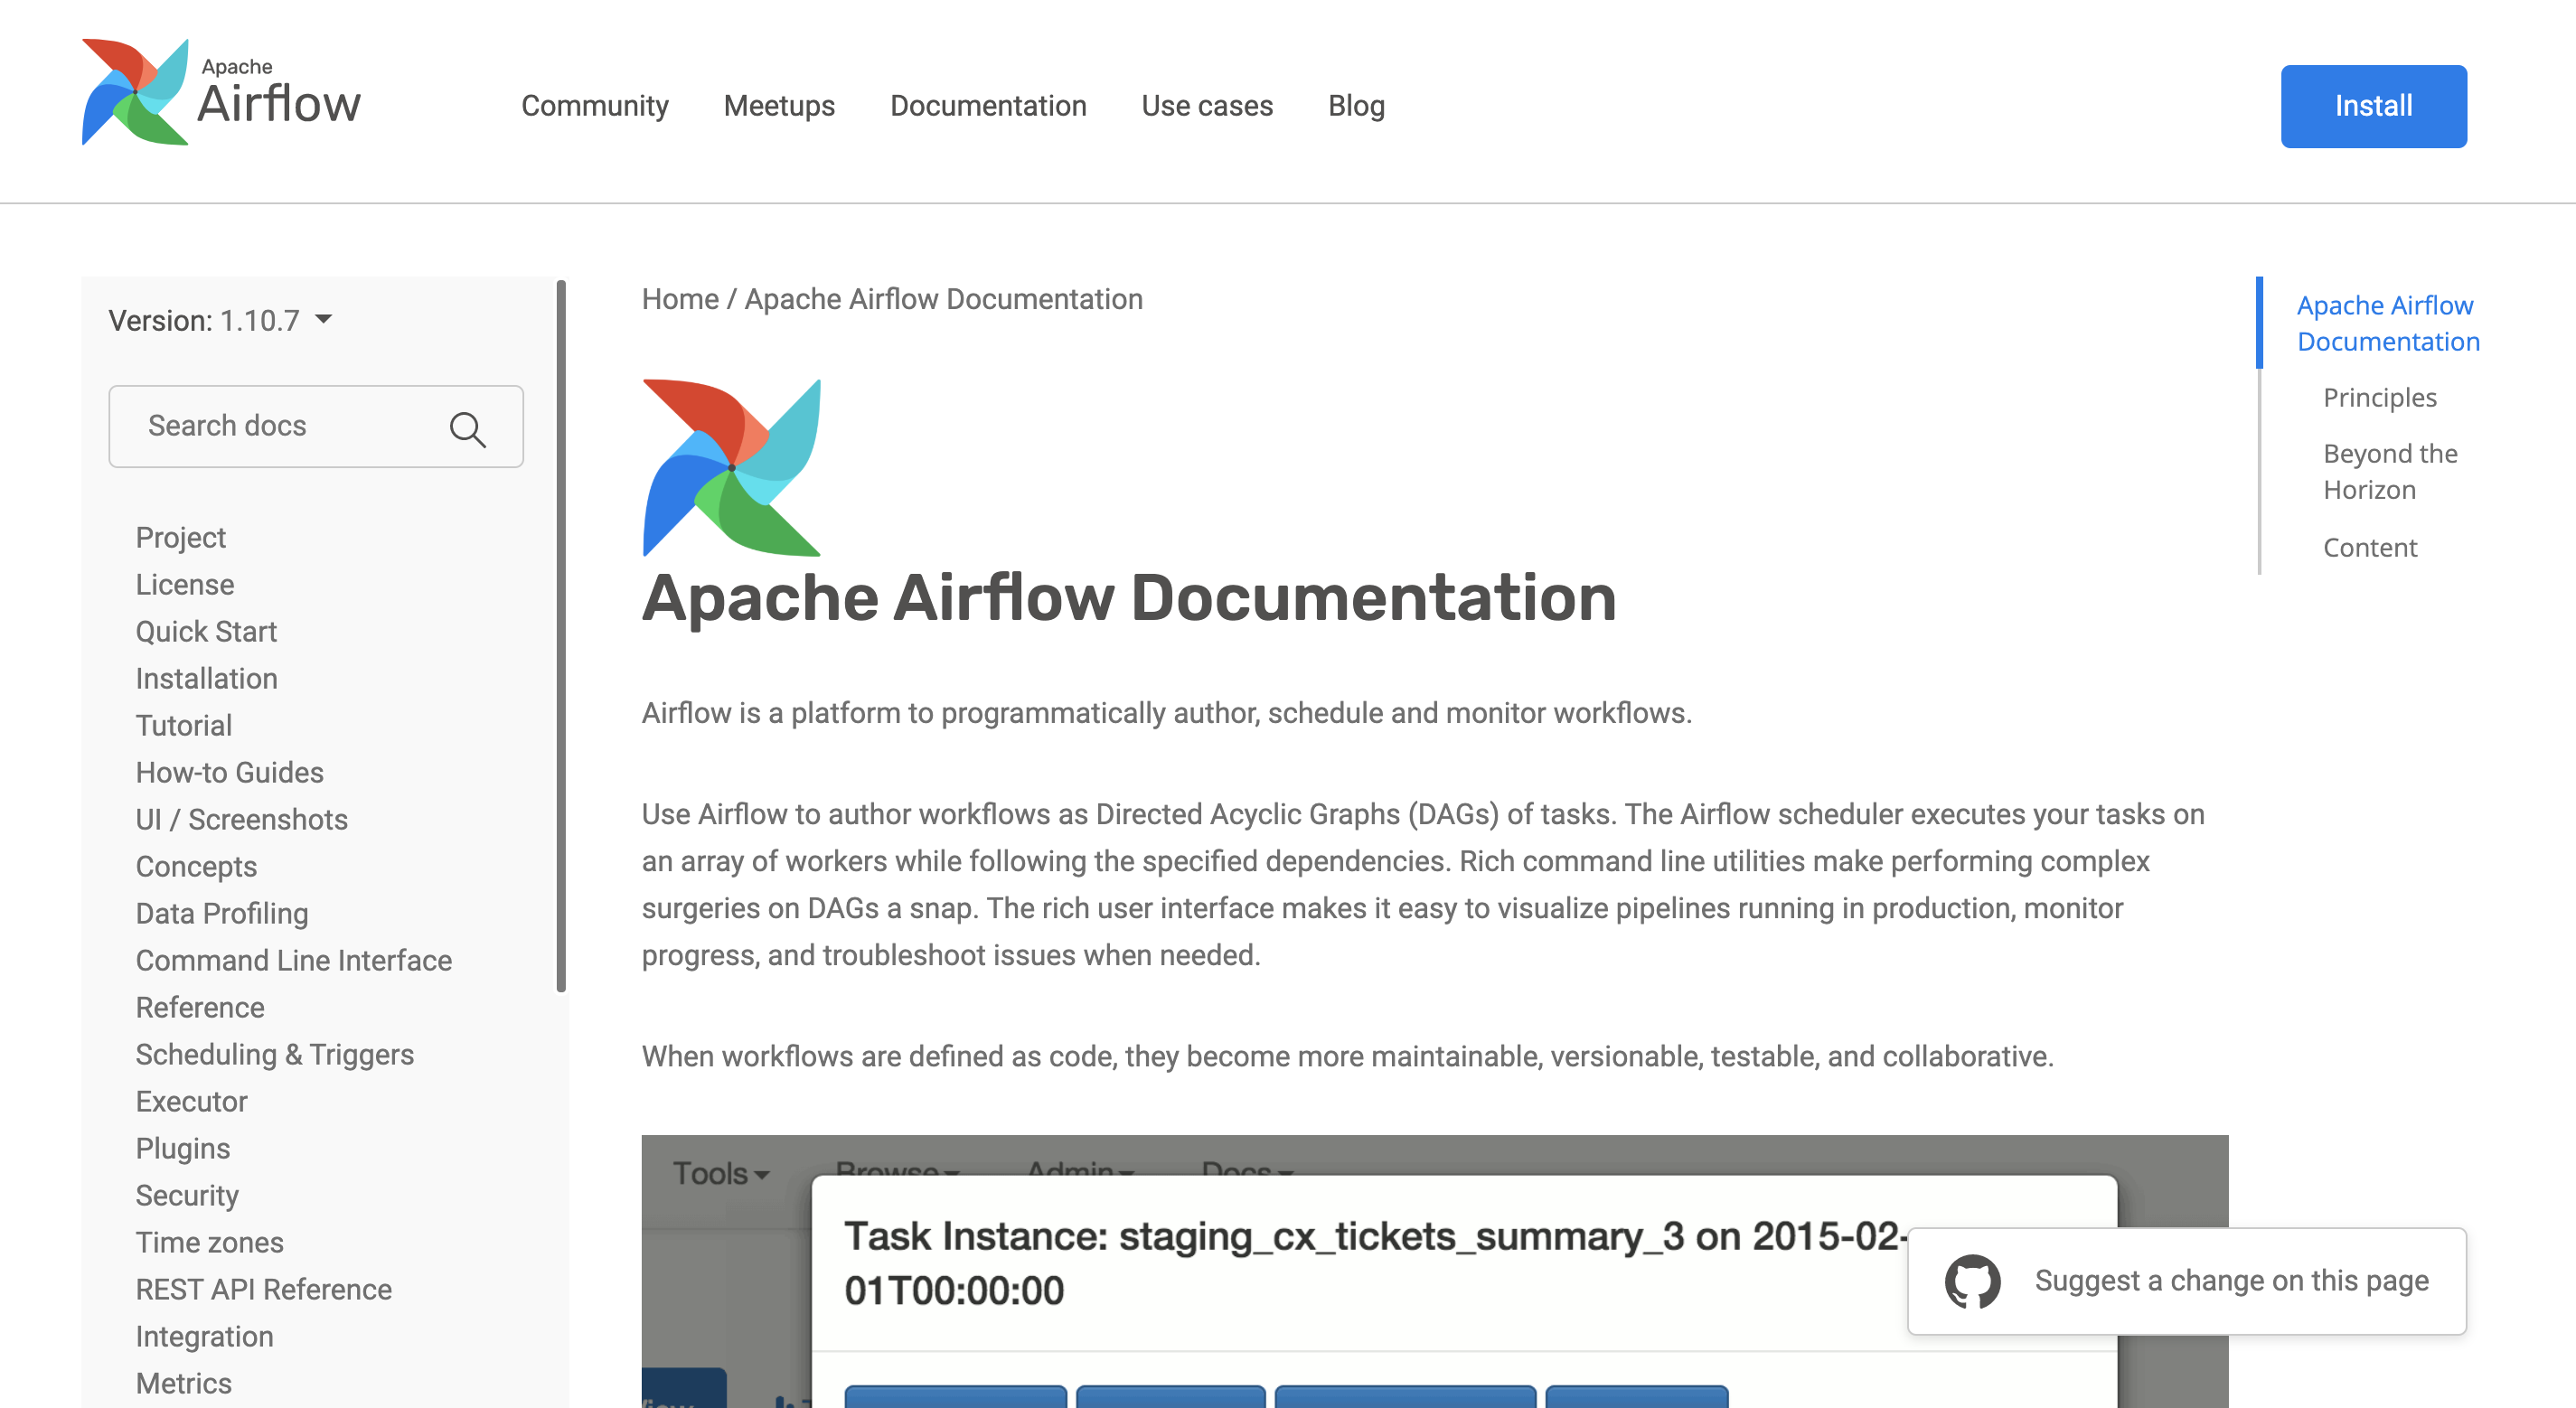 Apache
Airflow
Community
Meetups
Documentation
Use cases
Blog
Install
Version: 1.10.7
Search docs
Project
License
Quick Start
Installation
Tutorial
How-to Guides
UI / Screenshots
Concepts
Data Profiling
Command Line Interface
Reference
Scheduling & Triggers
Executor
Plugins
Security
Time zones
REST API Reference
Integration
Metrics
Home / Apache Airflow Documentation
Apache Airflow Documentation
Airflow is a platform to programmatically author, schedule and monitor workflows.
Use Airflow to author workflows as Directed Acyclic Graphs (DAGs) of tasks. The Airflow scheduler executes your tasks on
an array of workers while following the specified dependencies. Rich command line utilities make performing complex
surgeries on DAGs a snap. The rich user interface makes it easy to visualize pipelines running in production, monitor
progress, and troubleshoot issues when needed.
When workflows are defined as code, they become more maintainable, versionable, testable, and collaborative.
Tools
Browse
Admin
Docs
Task Instance: staging_cx_tickets_summary_3 on 2015-02-
01T00:00:00
Suggest a change on this page
Apache Airflow
Documentation
Principles
Beyond the
Horizon
Content